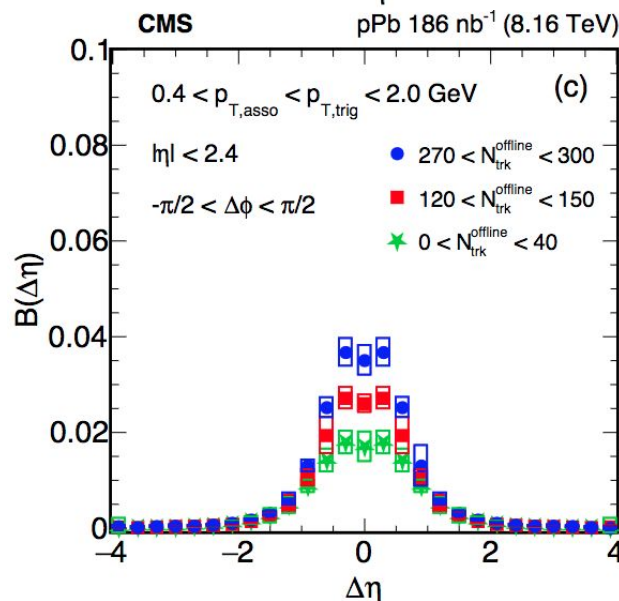 CMS pPb 186 nb⁻¹ (8.16 TeV)
0.1
0.4 < p_T,asso < p_T,trig < 2.0 GeV (c)
|η| < 2.4
270 < N_trk^offline < 300
-π/2 < Δϕ < π/2
120 < N_trk^offline < 150
0 < N_trk^offline < 40
0.08
0.06
0.04
0.02
0
B(Δη)
−4 −2 0 2 4
Δη